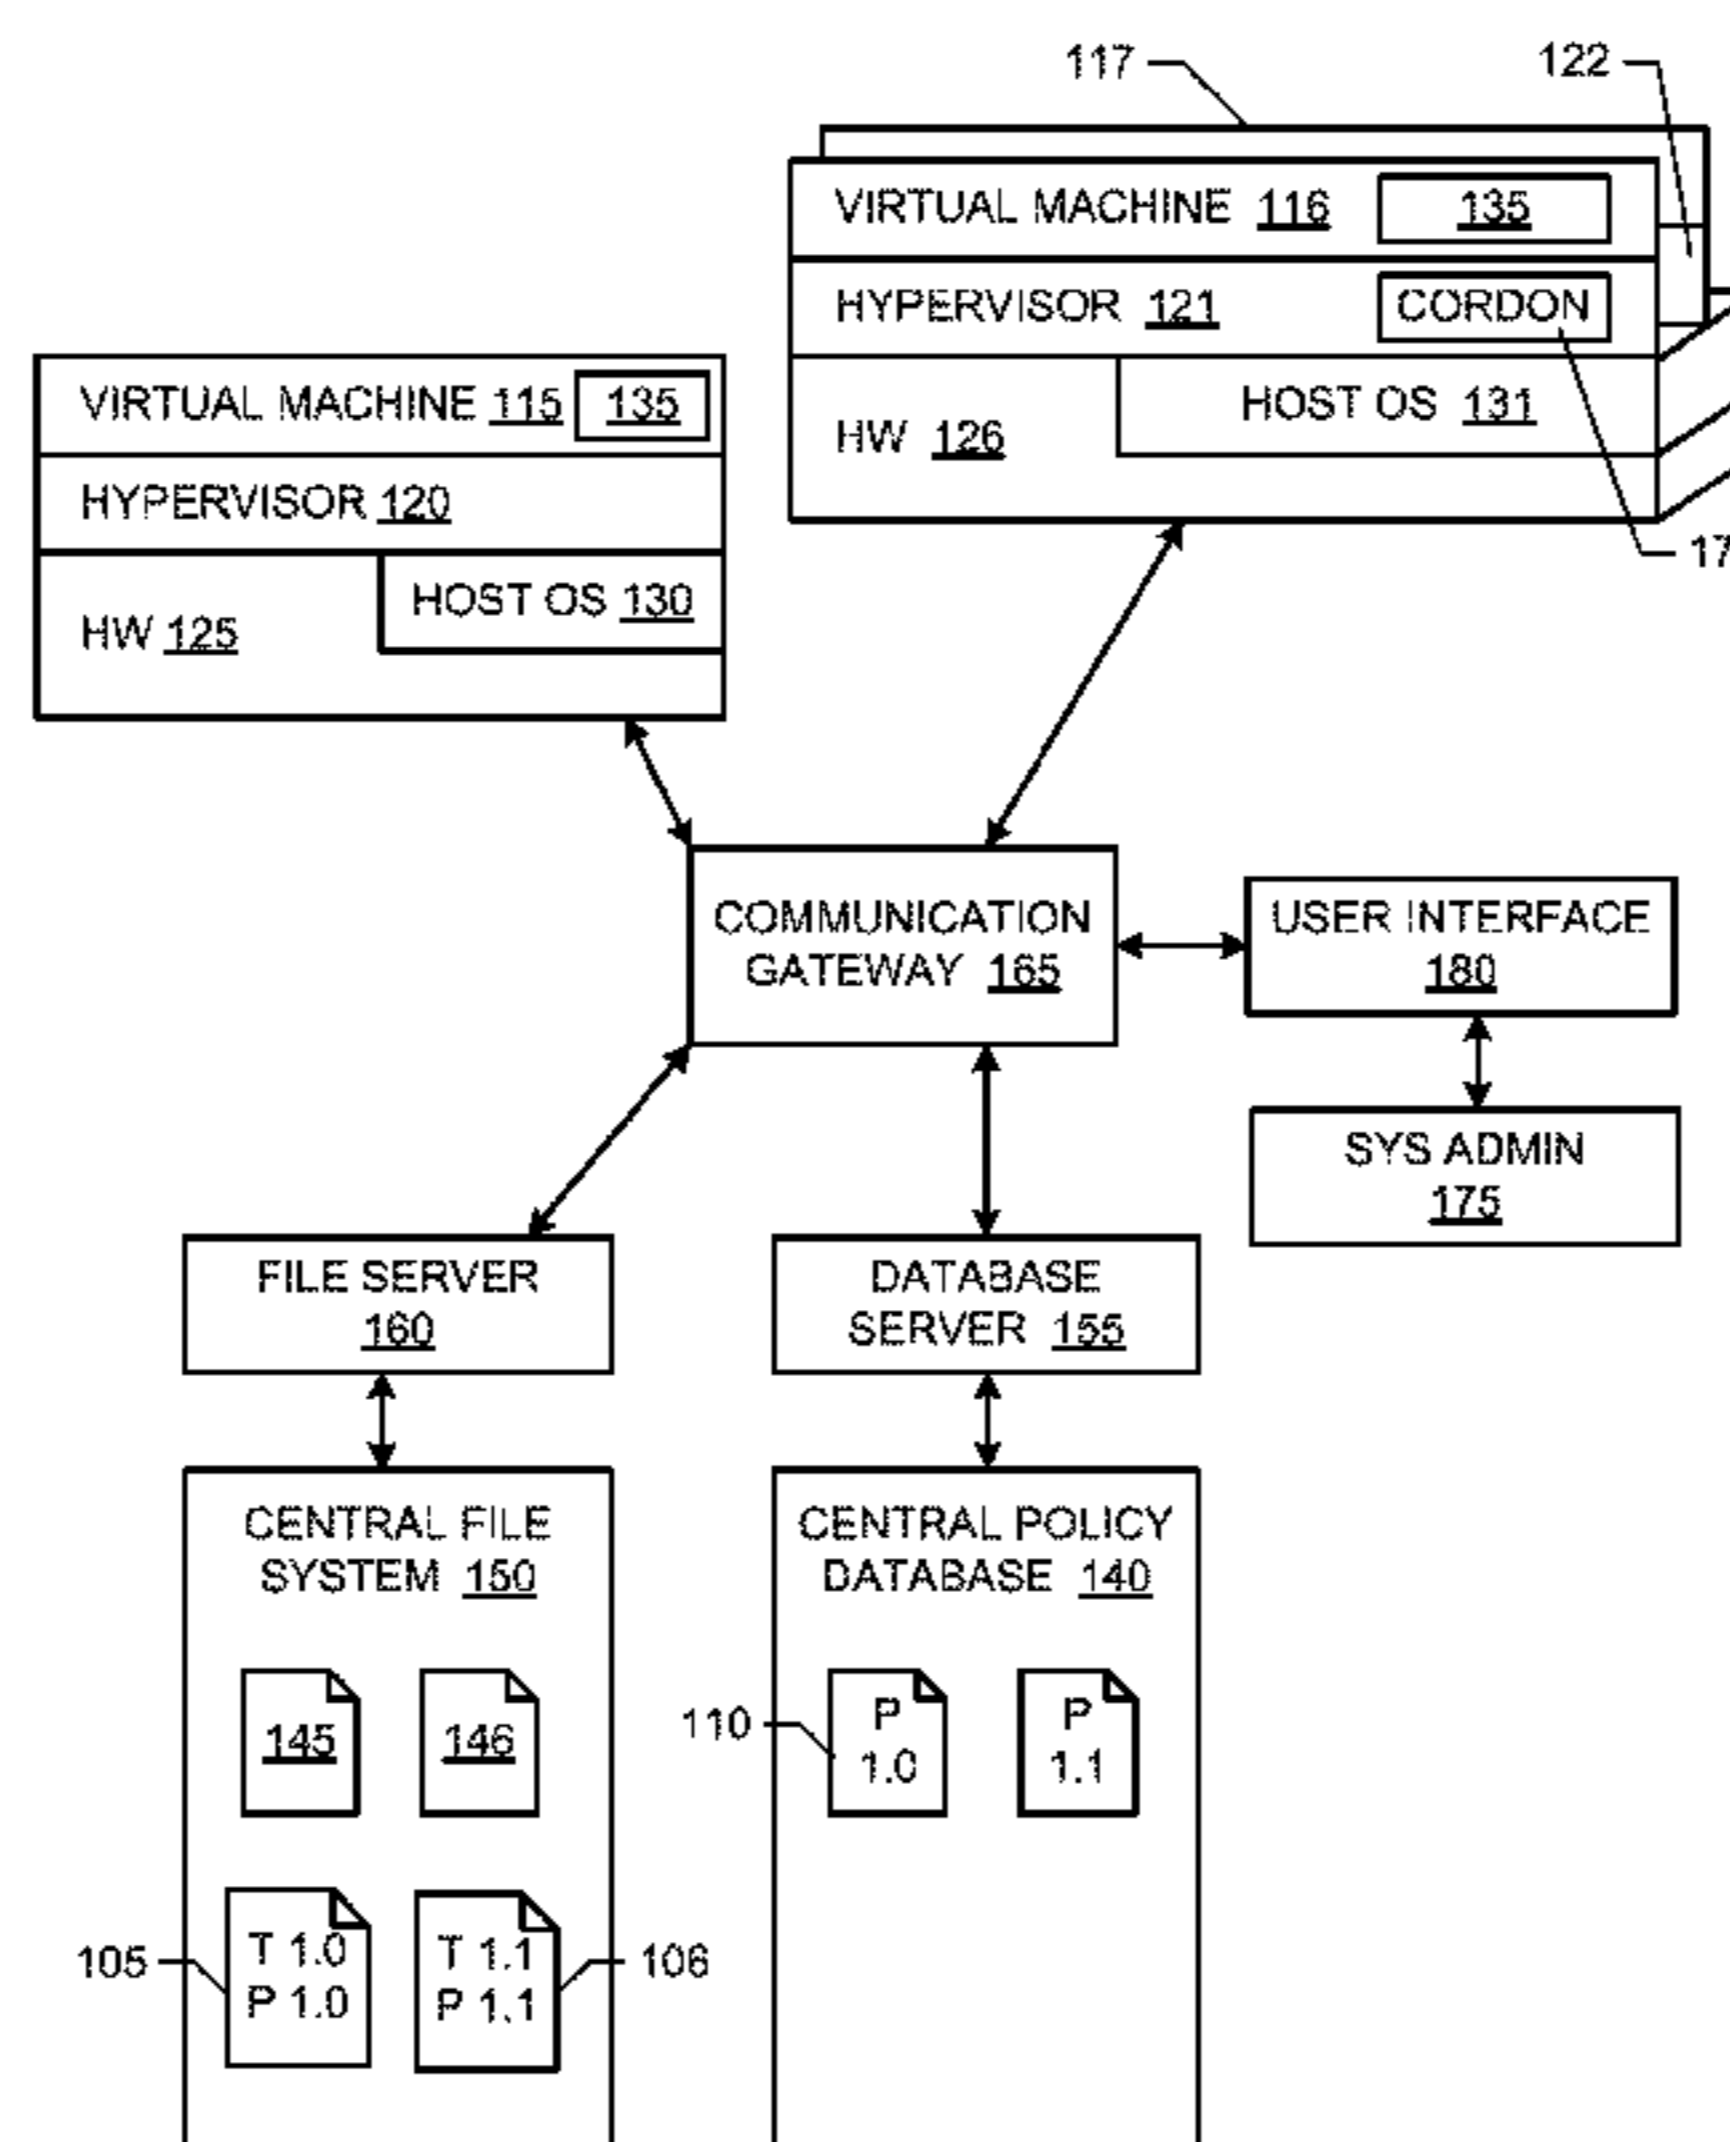 117
122
VIRTUAL MACHINE 116 135
HYPERVISOR 121 CORDON
HW 126
HOST OS 131
17
VIRTUAL MACHINE 115 135
HYPERVISOR 120
HOST OS 130
HW 125
COMMUNICATION
GATEWAY 165
USER INTERFACE
180
SYS ADMIN
175
FILE SERVER
160
DATABASE
SERVER 155
CENTRAL FILE
SYSTEM 150
145 146
105
T 1.0
P 1.0
T 1.1
P 1.1
106
CENTRAL POLICY
DATABASE 140
110
P
1.0
P
1.1